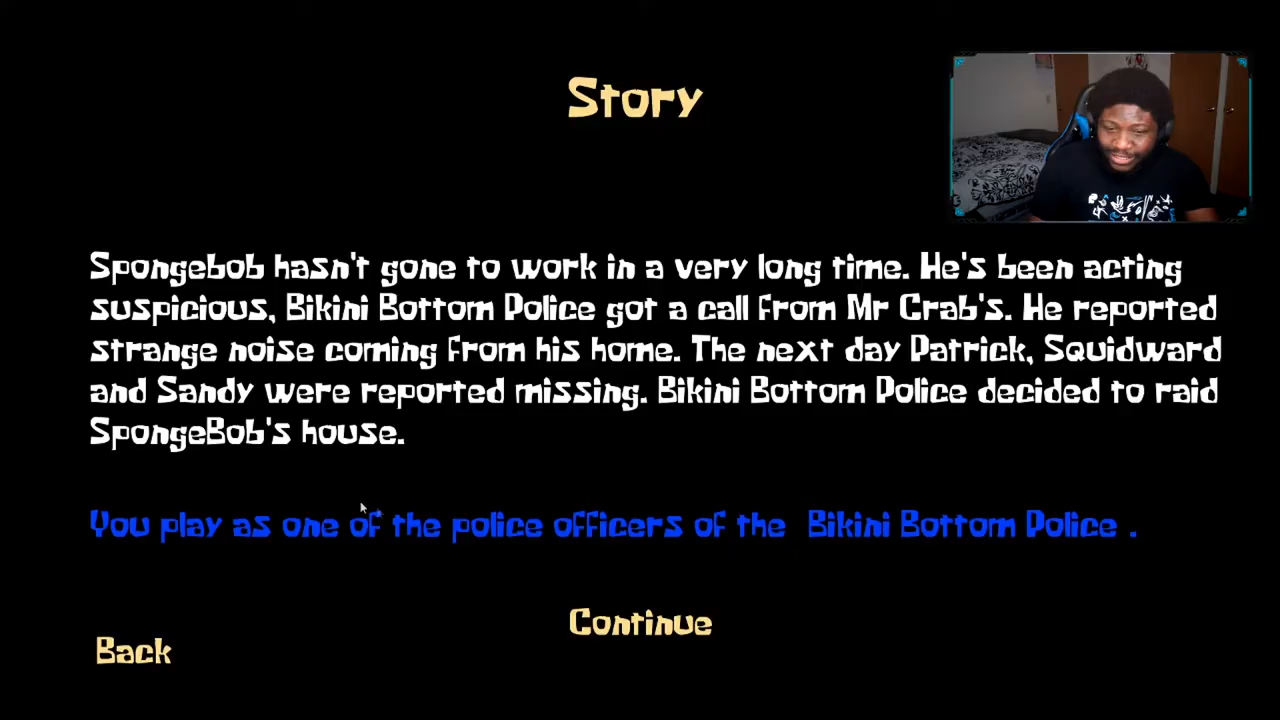 Story
Spongebob hasn't gone to work in a very long time. He's been acting
suspicious, Bikini Bottom Police got a call from Mr Crab's. He reported
strange noise coming from his home. The next day Patrick, Squidward
and Sandy were reported missing. Bikini Bottom Police decided to raid
SpongeBob's house.
You play as one of the police officers of the Bikini Bottom Police .
Continue
Back